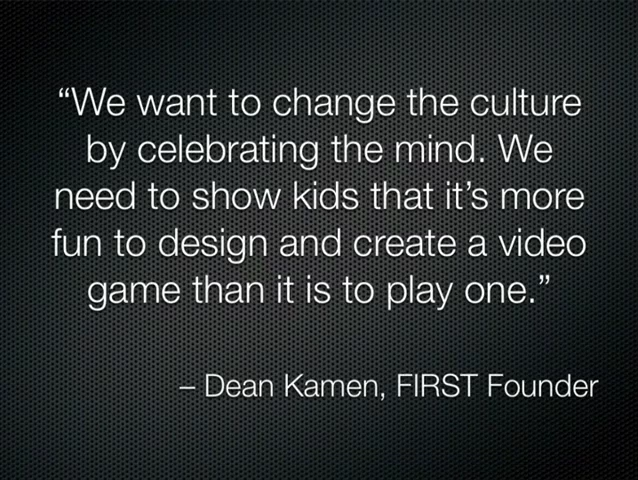 “We want to change the culture
by celebrating the mind. We
need to show kids that it’s more
fun to design and create a video
game than it is to play one.”
– Dean Kamen, FIRST Founder